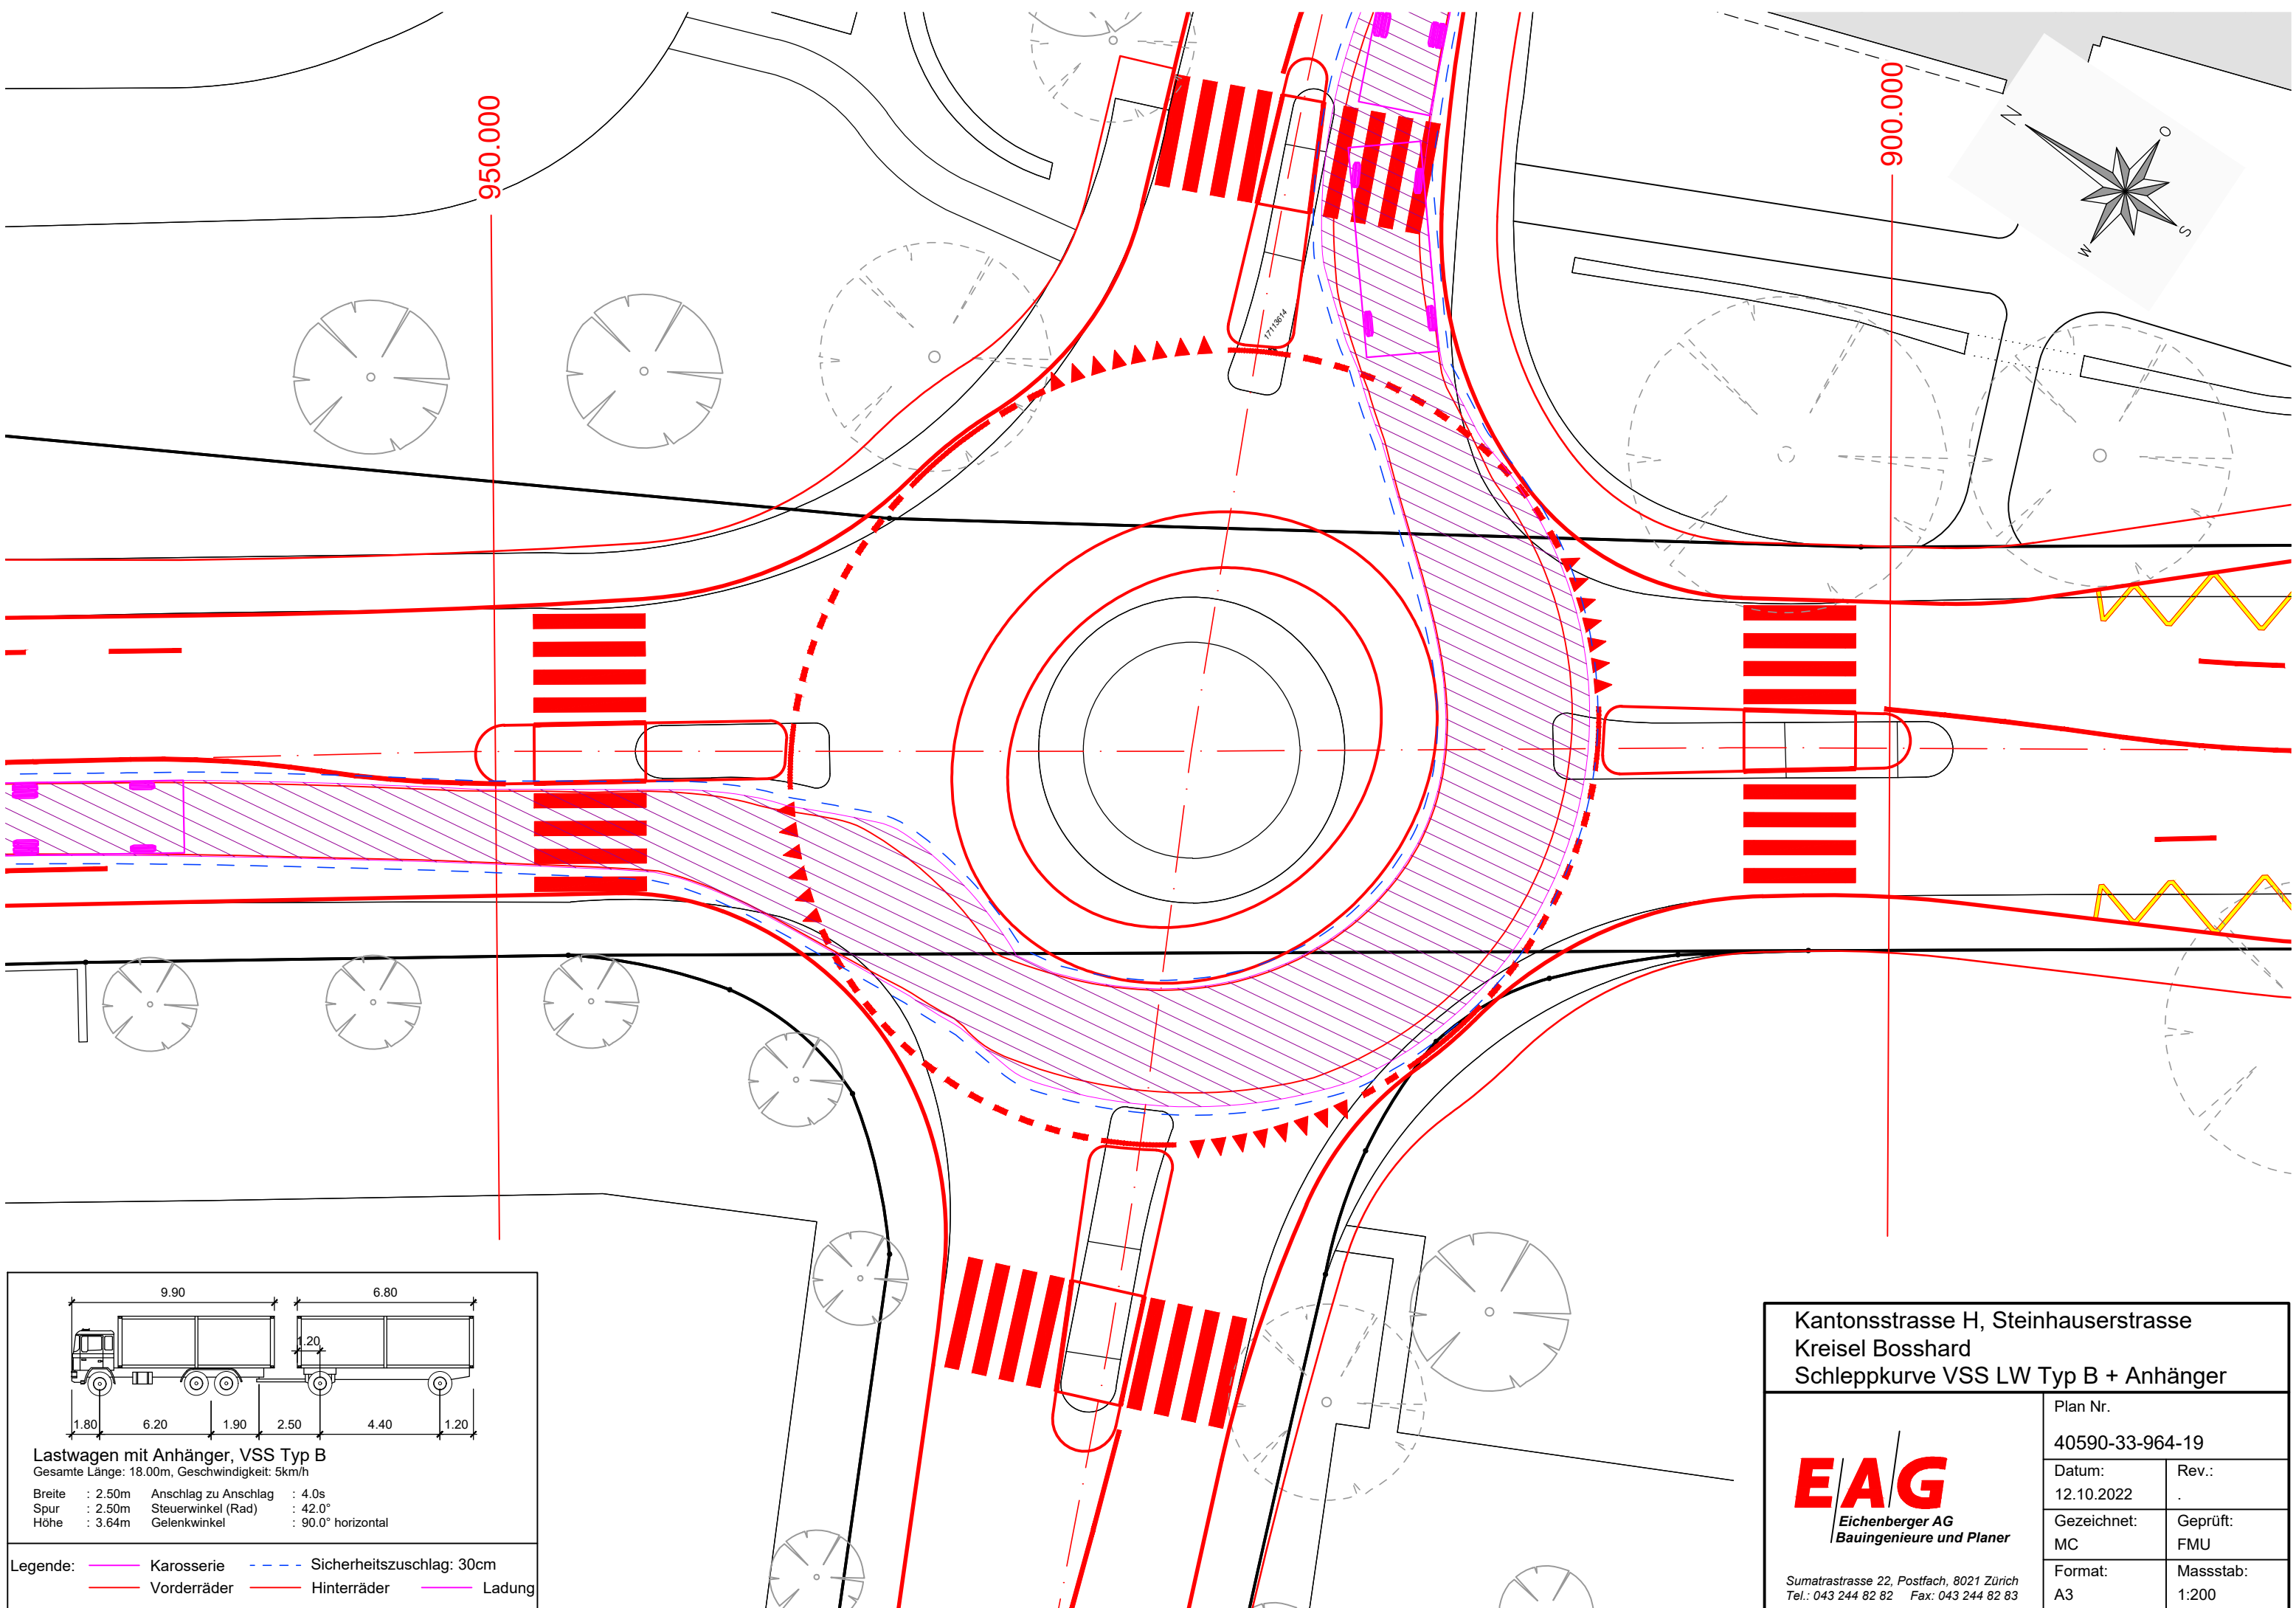 950.000
900.000
N
O
S
W
17113614
9.90
6.80
1.20
1.80
6.20
1.90
2.50
4.40
1.20
Lastwagen mit Anhänger, VSS Typ B
Gesamte Länge: 18.00m, Geschwindigkeit: 5km/h
Breite : 2.50m Anschlag zu Anschlag : 4.0s
Spur : 2.50m Steuerwinkel (Rad) : 42.0°
Höhe : 3.64m Gelenkwinkel : 90.0° horizontal
Legende: Karosserie Sicherheitszuschlag: 30cm
Vorderräder Hinterräder Ladung
Kantonsstrasse H, Steinhauserstrasse
Kreisel Bosshard
Schleppkurve VSS LW Typ B + Anhänger
EAG
Eichenberger AG
Bauingenieure und Planer
Sumatrastrasse 22, Postfach, 8021 Zürich
Tel.: 043 244 82 82 Fax: 043 244 82 83
Plan Nr.
40590-33-964-19
Datum: Rev.:
12.10.2022 .
Gezeichnet: Geprüft:
MC FMU
Format: Massstab:
A3 1:200